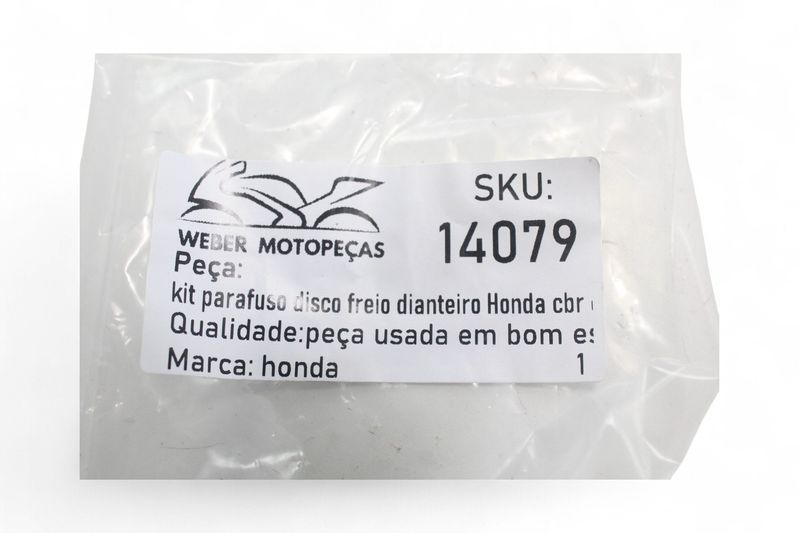 SKU:
14079
WEBER MOTOPEÇAS
Peça:
kit parafuso disco freio dianteiro Honda cbr
Qualidade:peça usada em bom es
Marca: honda 1